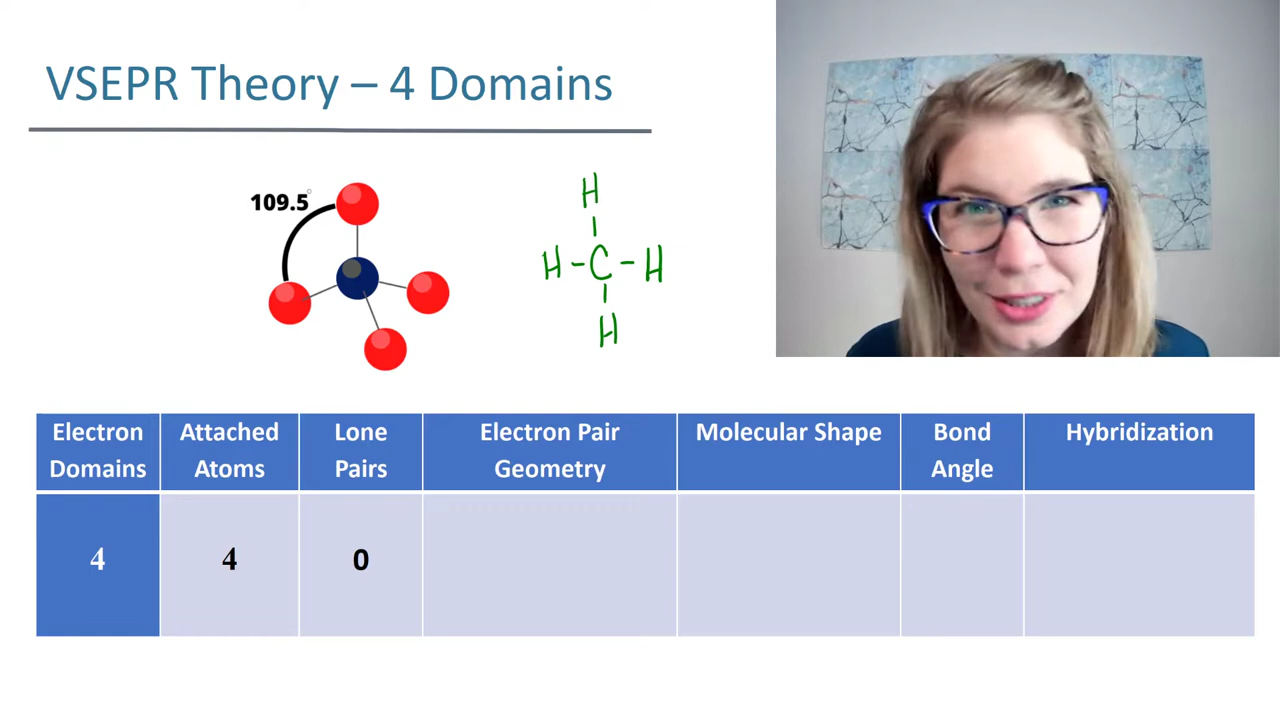 VSEPR Theory – 4 Domains
109.5°
H
H-C-H
H
Electron Domains
Attached Atoms
Lone Pairs
Electron Pair Geometry
Molecular Shape
Bond Angle
Hybridization
4
4
0